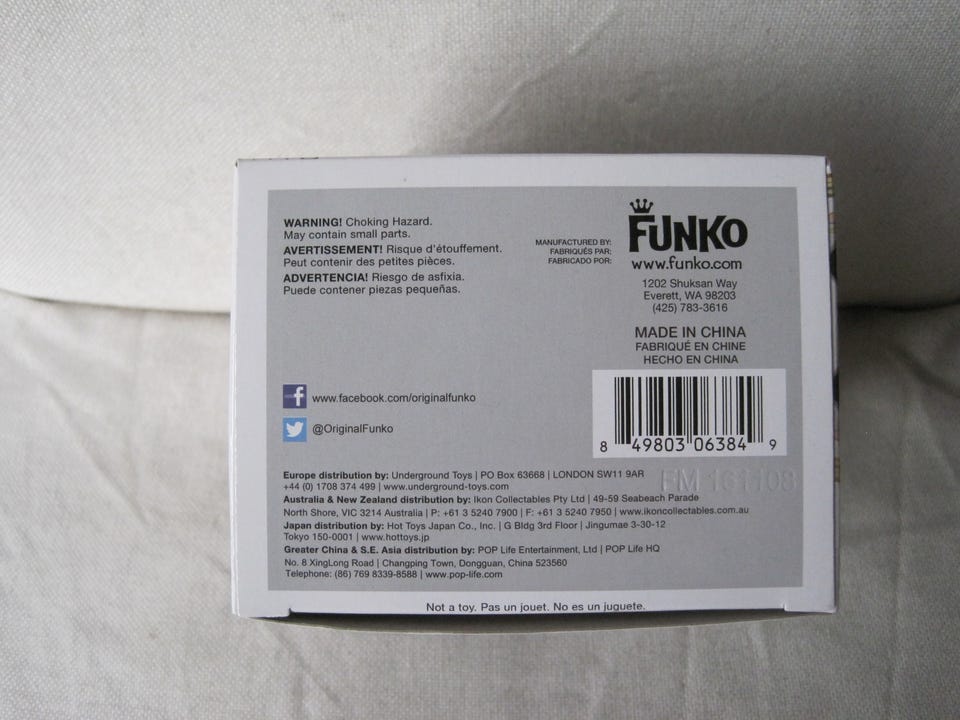 WARNING! Choking Hazard.
May contain small parts.
AVERTISSEMENT! Risque d'étouffement.
Peut contenir des petites pièces.
ADVERTENCIA! Riesgo de asfixia.
Puede contener piezas pequeñas.
MANUFACTURED BY:
FABRIQUÉS PAR:
FABRICADO POR:
FUNKO
www.funko.com
1202 Shuksan Way
Everett, WA 98203
(425) 783-3616
MADE IN CHINA
FABRIQUÉ EN CHINE
HECHO EN CHINA
f www.facebook.com/originalfunko
@OriginalFunko
8 49803 06384 9
Europe distribution by: Underground Toys | PO Box 63668 | LONDON SW11 9AR
+44 (0) 1708 374 499 | www.underground-toys.com
Australia & New Zealand distribution by: Ikon Collectables Pty Ltd | 49-59 Seabeach Parade
North Shore, VIC 3214 Australia | P: +61 3 5240 7900 | F: +61 3 5240 7950 | www.ikoncollectables.com.au
Japan distribution by: Hot Toys Japan Co., Inc. | G Bldg 3rd Floor | Jingumae 3-30-12
Tokyo 150-0001 | www.hottoys.jp
Greater China & S.E. Asia distribution by: POP Life Entertainment, Ltd | POP Life HQ
No. 8 XingLong Road | Changping Town, Dongguan, China 523560
Telephone: (86) 769 8339-8588 | www.pop-life.com
Not a toy. Pas un jouet. No es un juguete.